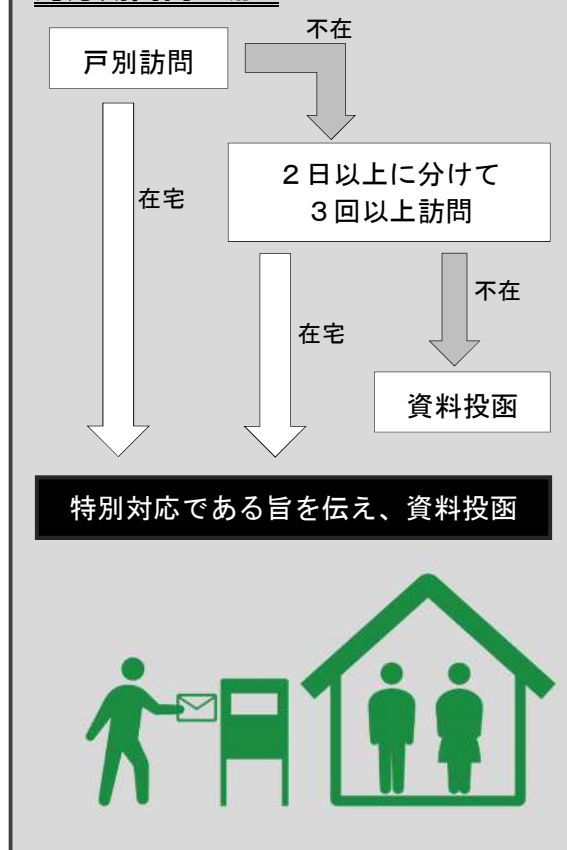 不在
戸別訪問
在宅
２日以上に分けて
３回以上訪問
不在
在宅
資料投函
特別対応である旨を伝え、資料投函